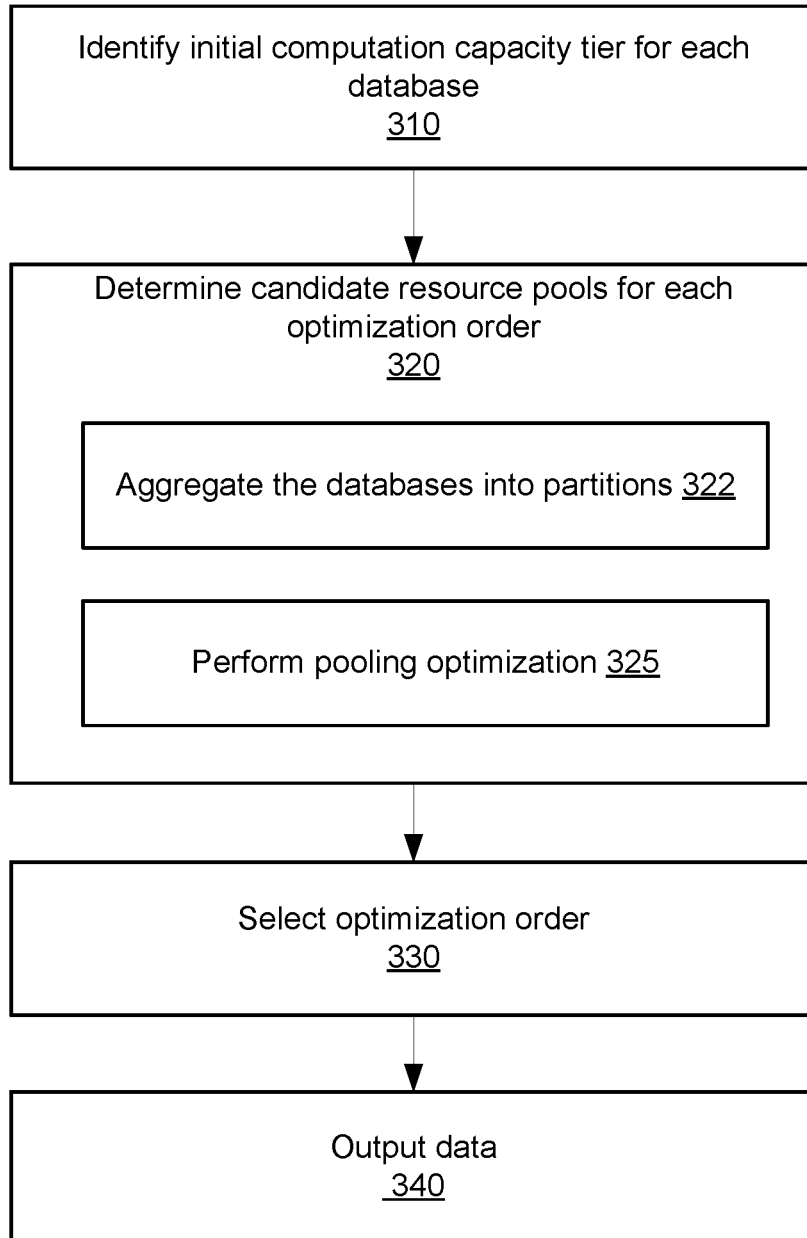 Identify initial computation capacity tier for each
database
310
Determine candidate resource pools for each
optimization order
320
Aggregate the databases into partitions 322
Perform pooling optimization 325
Select optimization order
330
Output data
340